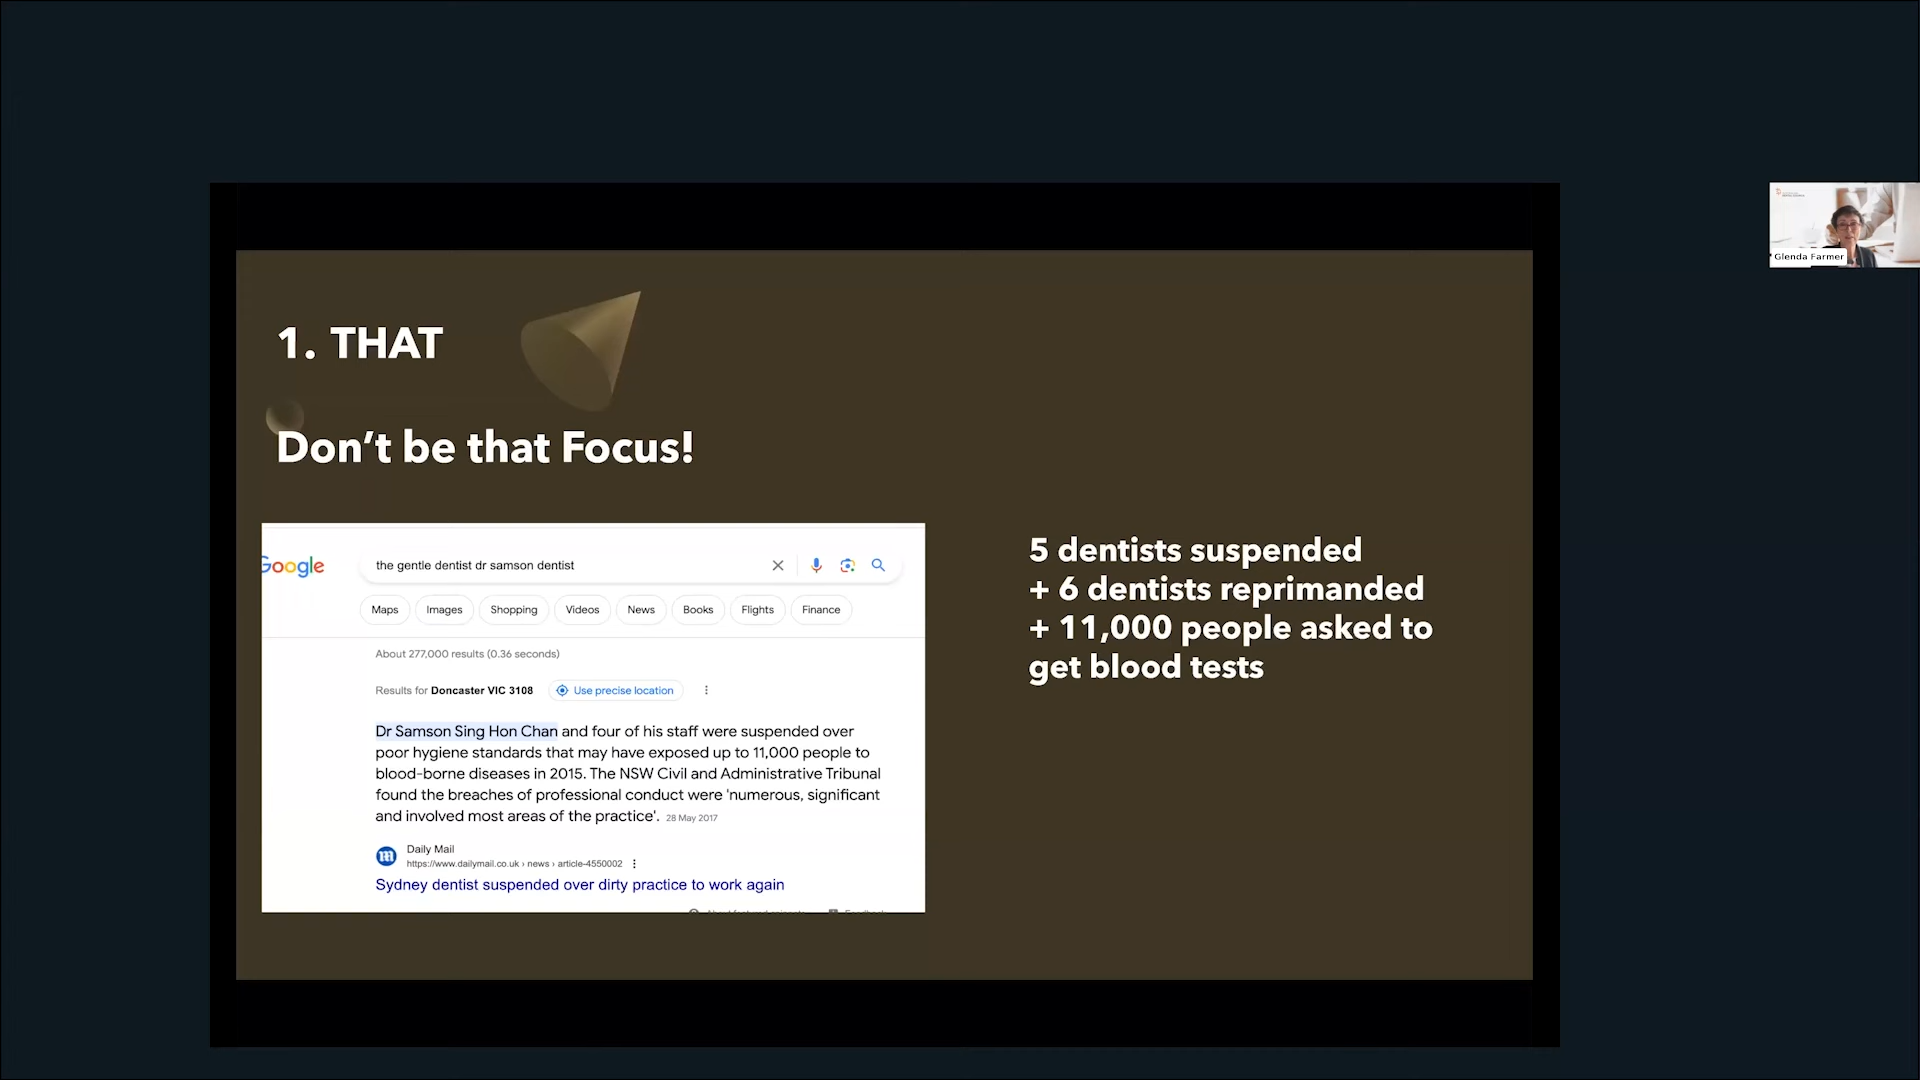 1. THAT
Don't be that Focus!
Google
the gentle dentist dr samson dentist
Maps
Images
Shopping
Videos
News
Books
Flights
Finance
About 277,000 results (0.36 seconds)
Results for Doncaster VIC 3108
Use precise location
Dr Samson Sing Hon Chan and four of his staff were suspended over
poor hygiene standards that may have exposed up to 11,000 people to
blood-borne diseases in 2015. The NSW Civil and Administrative Tribunal
found the breaches of professional conduct were 'numerous, significant
and involved most areas of the practice'. 28 May 2017
Daily Mail
https://www.dailymail.co.uk › news › article-4550002
Sydney dentist suspended over dirty practice to work again
5 dentists suspended
+ 6 dentists reprimanded
+ 11,000 people asked to
get blood tests
Glenda Farmer